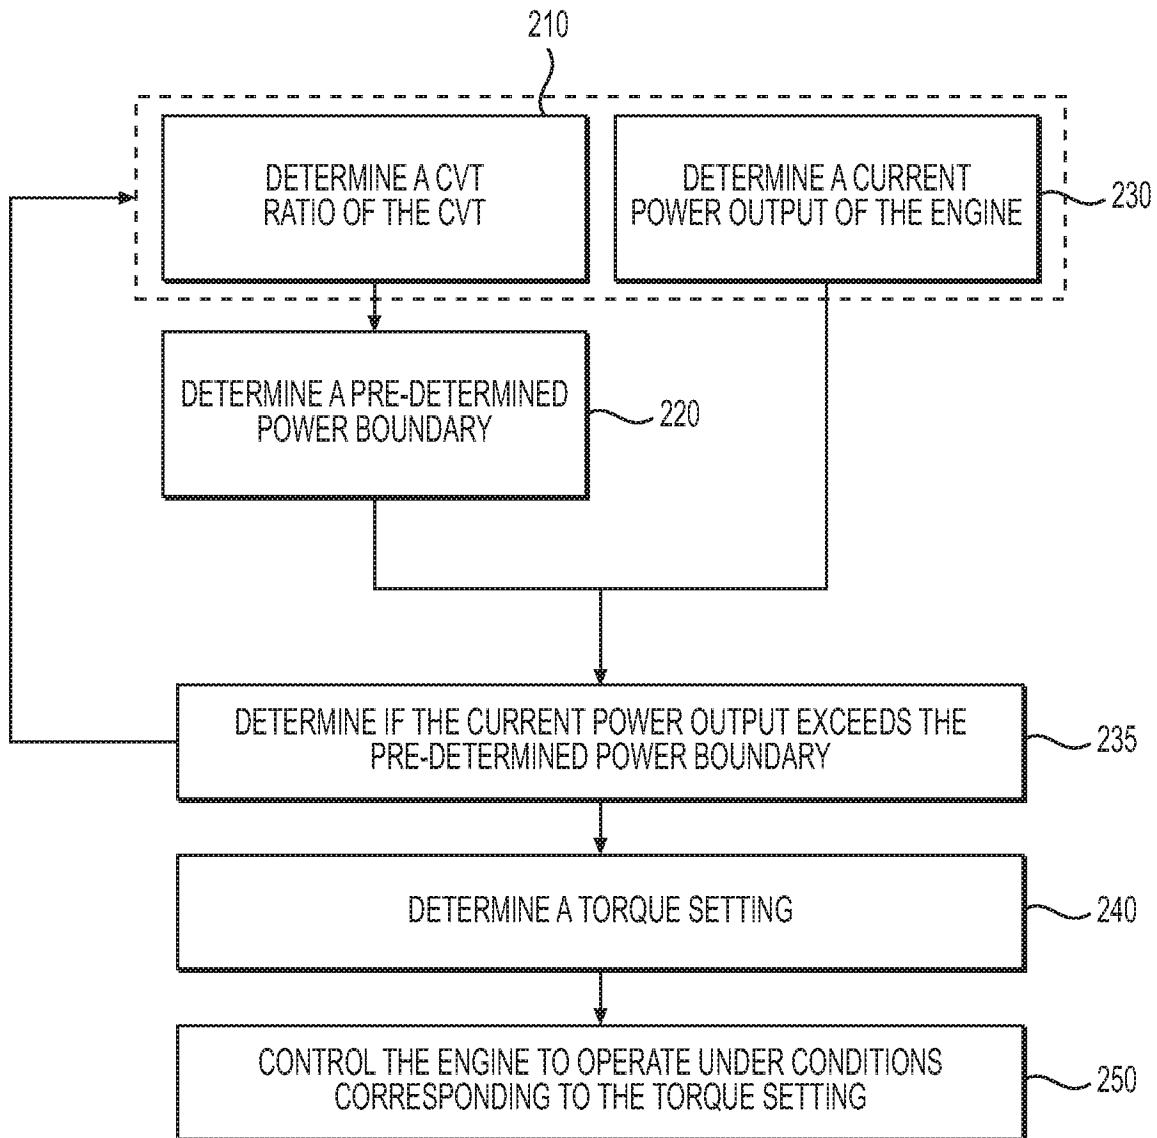 210
DETERMINE A CVT
RATIO OF THE CVT
DETERMINE A CURRENT
POWER OUTPUT OF THE ENGINE
230
DETERMINE A PRE-DETERMINED
POWER BOUNDARY
220
DETERMINE IF THE CURRENT POWER OUTPUT EXCEEDS THE
PRE-DETERMINED POWER BOUNDARY
235
DETERMINE A TORQUE SETTING
240
CONTROL THE ENGINE TO OPERATE UNDER CONDITIONS
CORRESPONDING TO THE TORQUE SETTING
250